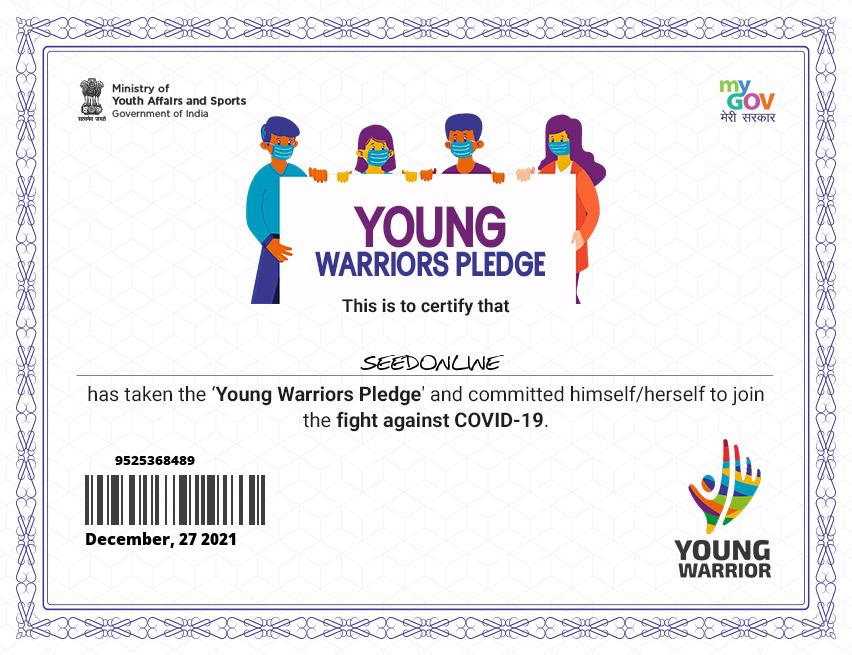 Ministry of
Youth Affairs and Sports
Government of India
सत्यमेव जयते
my
GOV
मेरी सरकार
YOUNG
WARRIORS PLEDGE
This is to certify that
SEEDONLINE
has taken the ‘Young Warriors Pledge' and committed himself/herself to join
the fight against COVID-19.
9525368489
December, 27 2021
YOUNG
WARRIOR